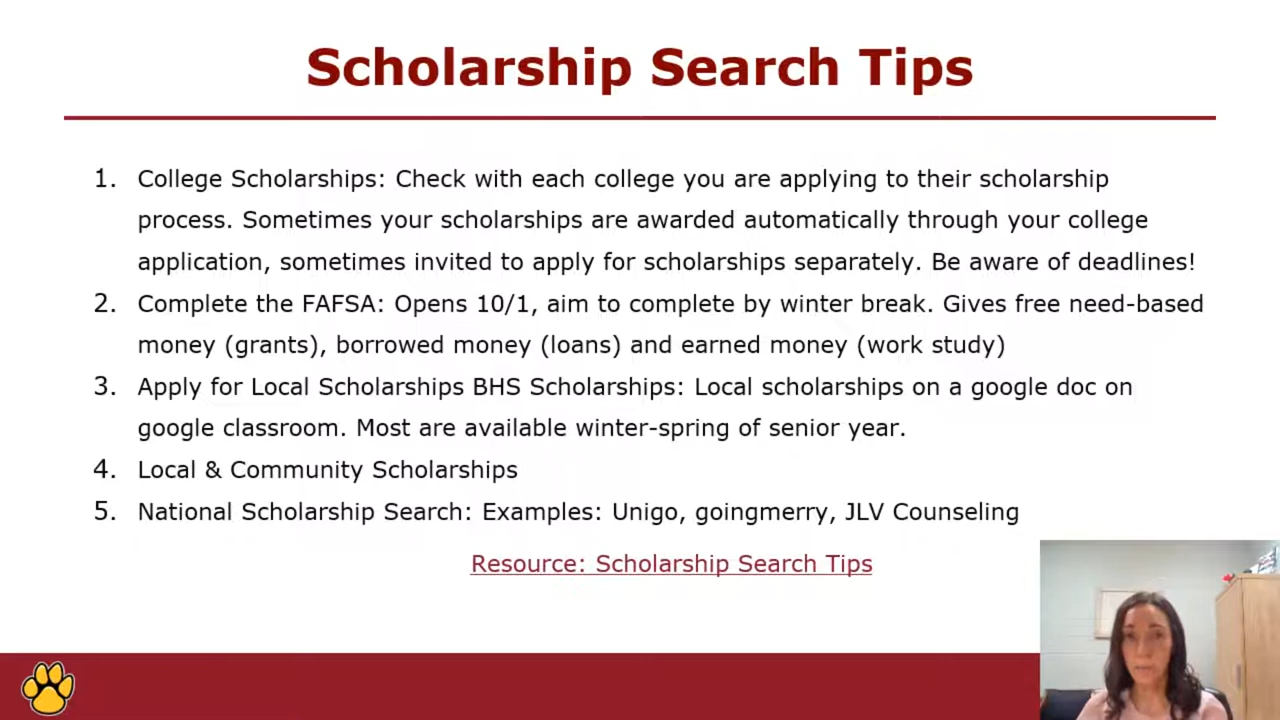 Scholarship Search Tips
1. College Scholarships: Check with each college you are applying to their scholarship
process. Sometimes your scholarships are awarded automatically through your college
application, sometimes invited to apply for scholarships separately. Be aware of deadlines!
2. Complete the FAFSA: Opens 10/1, aim to complete by winter break. Gives free need-based
money (grants), borrowed money (loans) and earned money (work study)
3. Apply for Local Scholarships BHS Scholarships: Local scholarships on a google doc on
google classroom. Most are available winter-spring of senior year.
4. Local & Community Scholarships
5. National Scholarship Search: Examples: Unigo, goingmerry, JLV Counseling
Resource: Scholarship Search Tips